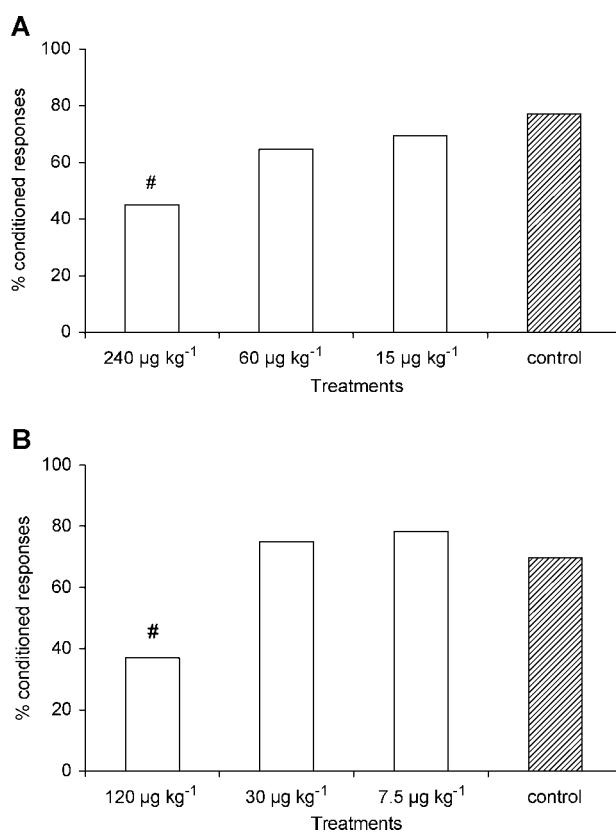 A
100
80
60
40
20
0
% conditioned responses
#
240 µg kg-1 60 µg kg-1 15 µg kg-1 control
Treatments
B
100
80
60
40
20
0
% conditioned responses
#
120 µg kg-1 30 µg kg-1 7.5 µg kg-1 control
Treatments